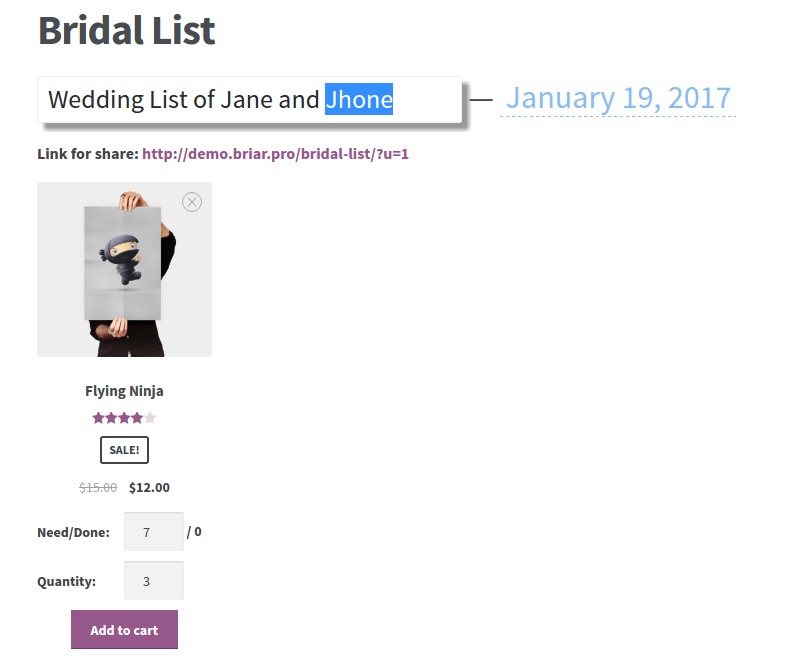 Bridal List
Wedding List of Jane and Jhone — January 19, 2017
Link for share: http://demo.briar.pro/bridal-list/?u=1
Flying Ninja
SALE!
$15.00 $12.00
Need/Done: 7 / 0
Quantity: 3
Add to cart